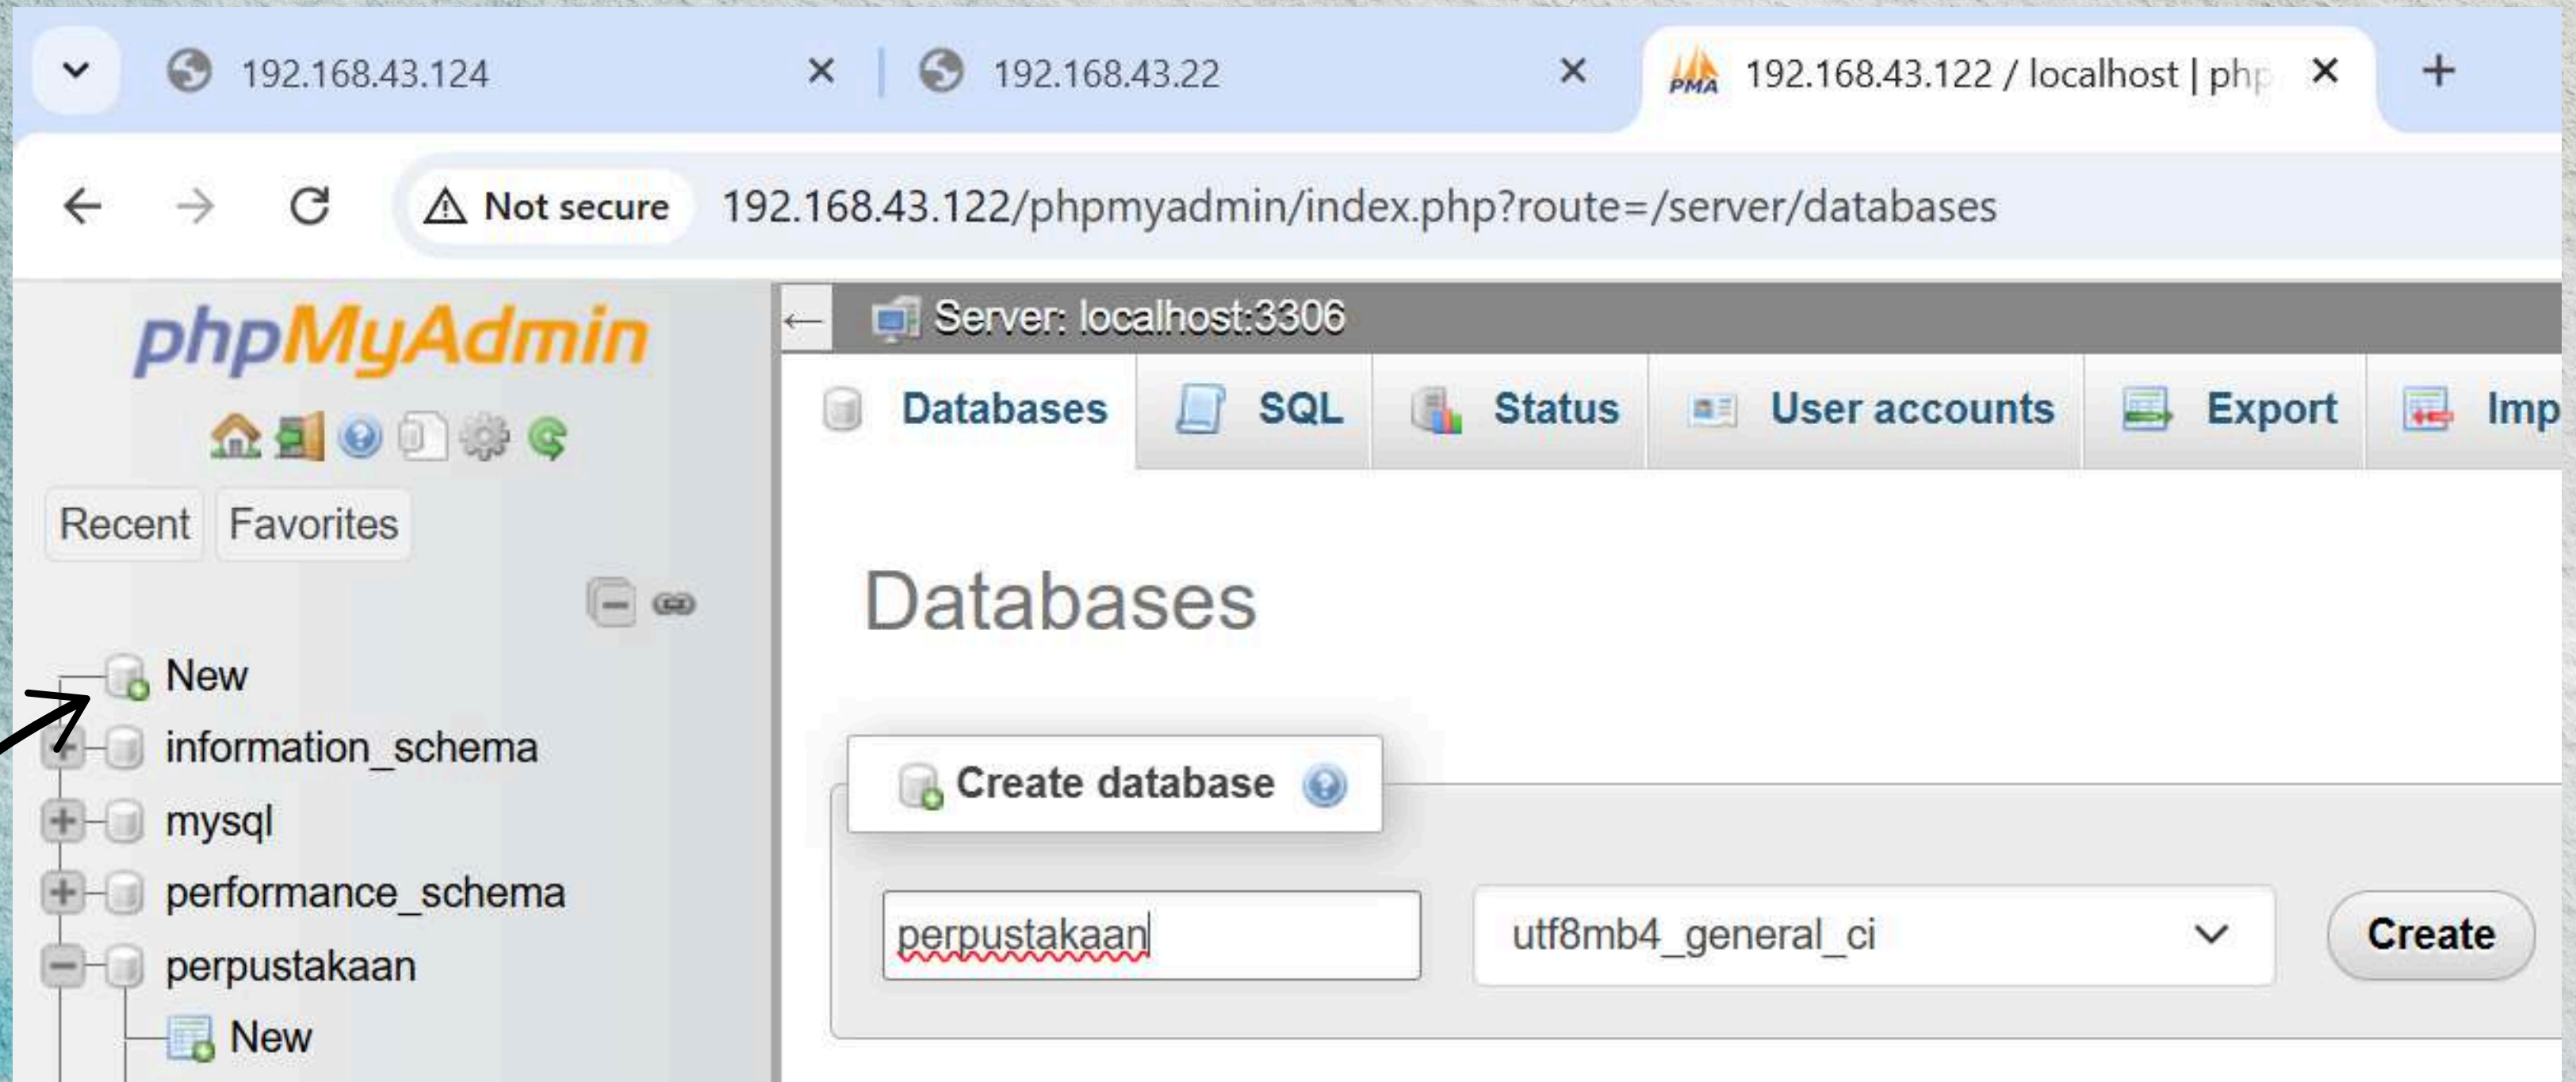 192.168.43.124
192.168.43.22
PMA 192.168.43.122 / localhost | php
Not secure 192.168.43.122/phpmyadmin/index.php?route=/server/databases
phpMyAdmin
Recent Favorites
New
information_schema
mysql
performance_schema
perpustakaan
New
Server: localhost:3306
Databases SQL Status User accounts Export Imp
Databases
Create database
perpustakaan utf8mb4_general_ci Create